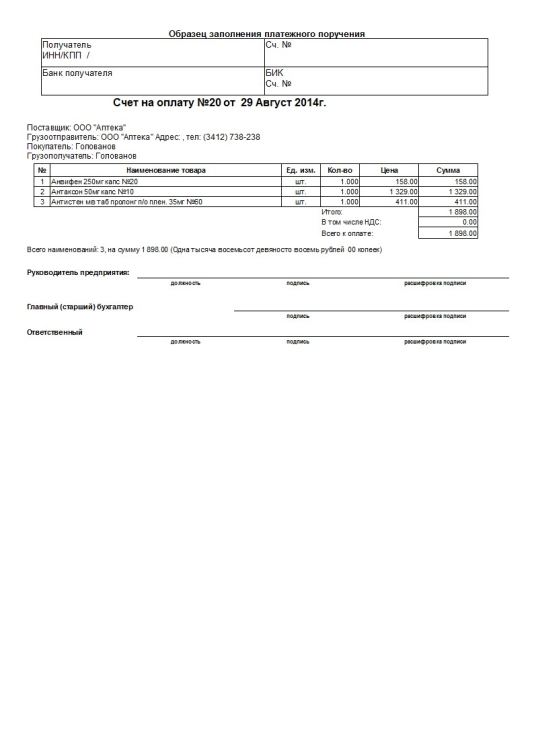 Образец заполнения платежного поручения
Получатель Сч. №
ИНН/КПП /
Банк получателя БИК
Сч. №
Счет на оплату №20 от 29 Август 2014г.
Поставщик: ООО "Аптека"
Грузоотправитель: ООО "Аптека" Адрес: , тел: (3412) 738-238
Покупатель: Голованов
Грузополучатель: Голованов
№ Наименование товара Ед. изм. Кол-во Цена Сумма
1 Анвифен 250мг капс №20 шт. 1.000 158.00 158.00
2 Антаксон 50мг капс №10 шт. 1.000 1 329.00 1 329.00
3 Антистен мв таб пролонг п/о плен. 35мг №60 шт. 1.000 411.00 411.00
Итого: 1 898.00
В том числе НДС: 0.00
Всего к оплате: 1 898.00
Всего наименований: 3, на сумму 1 898.00 (Одна тысяча восемьсот девяносто восемь рублей 00 копеек)
Руководитель предприятия:
должность подпись расшифровка подписи
Главный (старший) бухгалтер
подпись расшифровка подписи
Ответственный
должность подпись расшифровка подписи